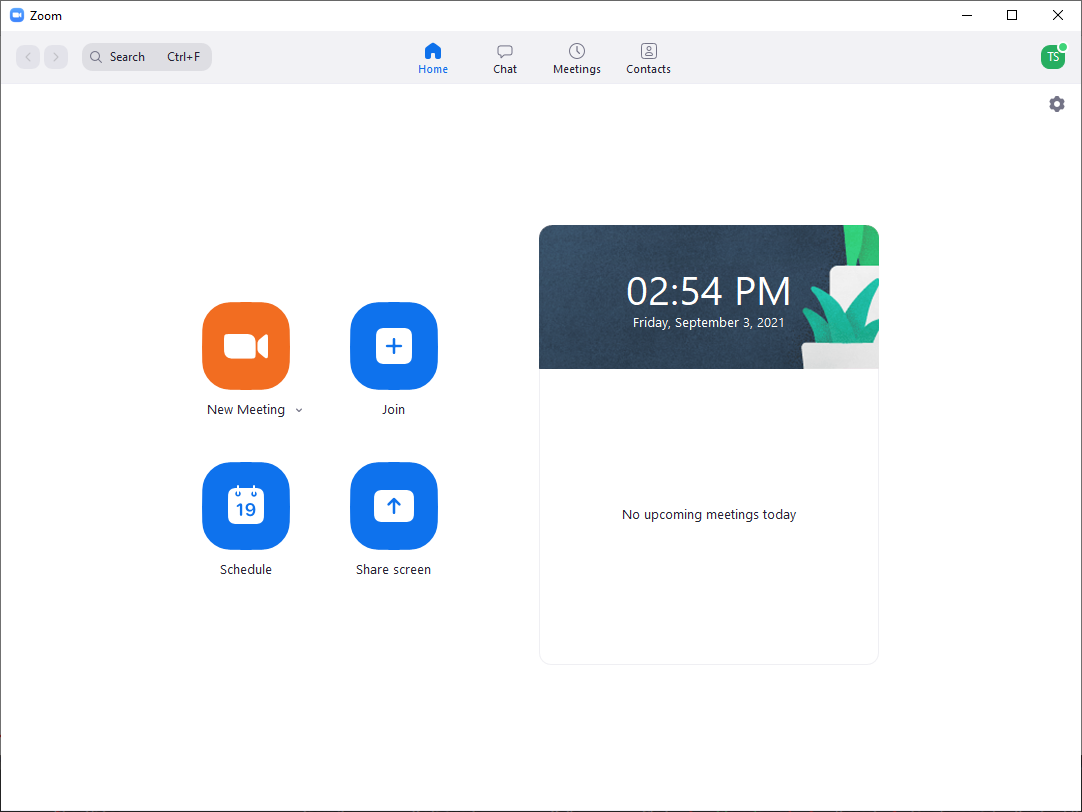 Zoom
Search Ctrl+F
Home
Chat
Meetings
Contacts
TS
02:54 PM
Friday, September 3, 2021
New Meeting
Join
19
Schedule
Share screen
No upcoming meetings today